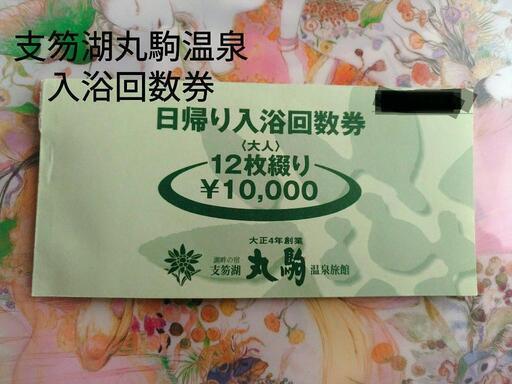 支笏湖丸駒温泉
入浴回数券
日帰り入浴回数券
〈大人〉
12枚綴り
￥10,000
大正4年創業
湖畔の宿
支笏湖 丸駒 温泉旅館